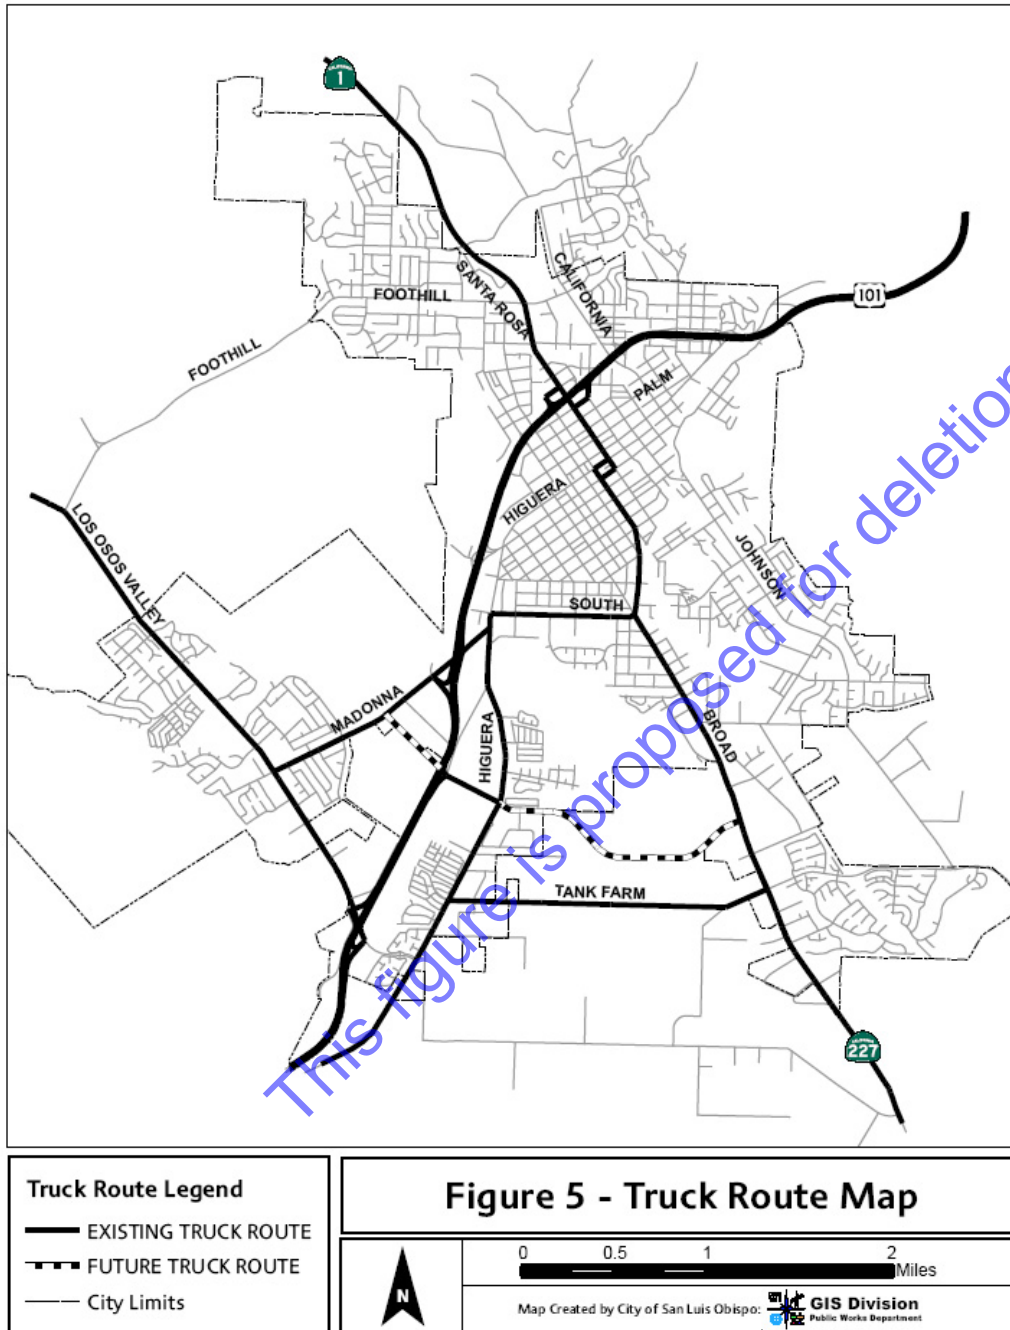 CALIFORNIA
1
CALIFORNIA
SANTA ROSA
FOOTHILL
101
FOOTHILL
PALM
HIGUERA
LOS OSOS VALLEY
JOHNSON
SOUTH
MADONNA
HIGUERA
BROAD
TANK FARM
CALIFORNIA
227
This figure is proposed for deletion
Truck Route Legend
EXISTING TRUCK ROUTE
FUTURE TRUCK ROUTE
City Limits
Figure 5 - Truck Route Map
N
0 0.5 1 2
Miles
Map Created by City of San Luis Obispo:
GIS Division
Public Works Department